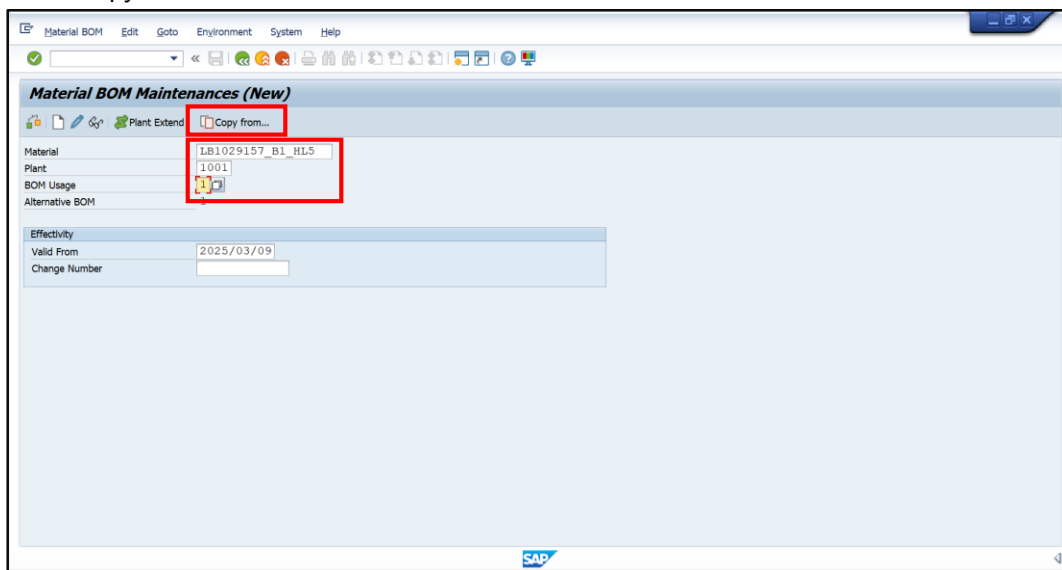 Material BOM Edit Goto Environment System Help
Material BOM Maintenances (New)
Plant Extend Copy from...
Material LB1029157_B1_HL5
Plant 1001
BOM Usage 1
Alternative BOM 1
Effectivity
Valid From 2025/03/09
Change Number
SAP